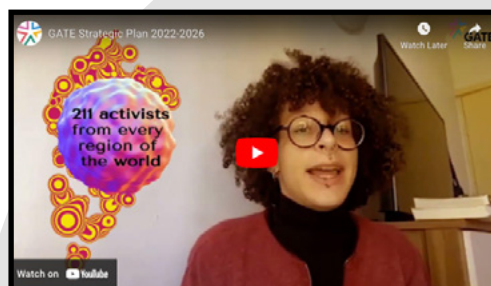 GATE Strategic Plan 2022-2026
Watch Later
Share
GATE
211 activists
from every
region of
the world
Watch on YouTube